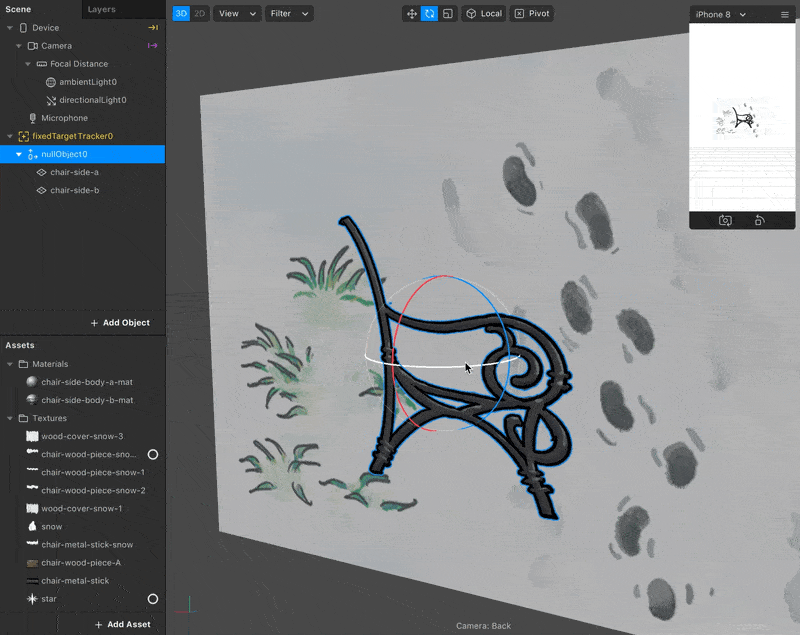 Scene Layers
Device
Camera
Focal Distance
ambientLight0
directionalLight0
Microphone
fixedTargetTracker0
nullObject0
chair-side-a
chair-side-b
+ Add Object
Assets
Materials
chair-side-body-a-mat
chair-side-body-b-mat
Textures
wood-cover-snow-3
chair-wood-piece-sno...
chair-wood-piece-snow-1
chair-wood-piece-snow-2
wood-cover-snow-1
snow
chair-metal-stick-snow
chair-wood-piece-A
chair-metal-stick
star
+ Add Asset
3D 2D View Filter Local Pivot
iPhone 8
Camera: Back